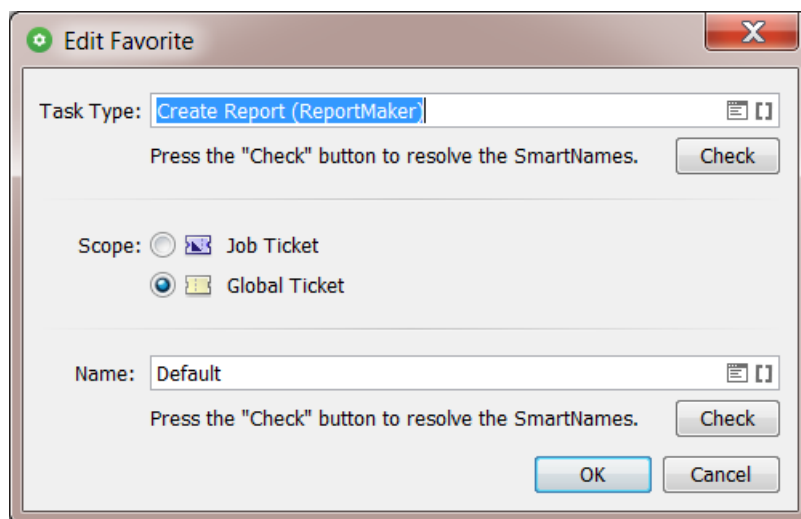 Edit Favorite
Task Type: Create Report (ReportMaker)
Press the "Check" button to resolve the SmartNames. Check
Scope: Job Ticket
Global Ticket
Name: Default
Press the "Check" button to resolve the SmartNames. Check
OK Cancel